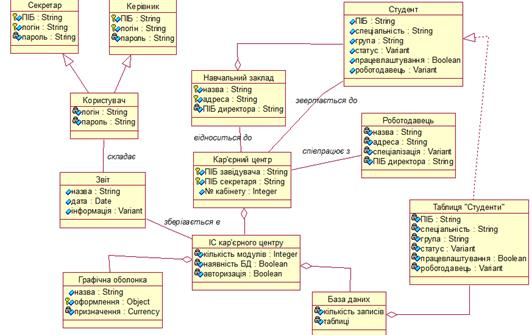 Секретар
ПІБ : String
логін : String
пароль : String
Керівник
ПІБ : String
логін : String
пароль : String
Студент
ПІБ : String
спеціальність : String
група : String
статус : Variant
працевлаштування : Boolean
роботодавець : Variant
Навчальний заклад
назва : String
адреса : String
ПІБ директора : String
звертається до
Користувач
логін : String
пароль : String
відноситься до
Роботодавець
назва : String
адреса : String
спеціалізація : Variant
ПІБ директора : String
складає
співпрацює з
Кар'єрний центр
ПІБ завідувача : String
ПІБ секретаря : String
№ кабінету : Integer
Звіт
назва : String
дата : Date
інформація : Variant
зберігається в
Таблиця "Студенти"
ПІБ : String
спеціальність : String
група : String
статус : Variant
працевлаштування : Boolean
роботодавець : Variant
ІС кар'єрного центру
кількість модулів : Integer
наявність БД : Boolean
авторизація : Boolean
Графічна оболонка
назва : String
оформлення : Object
призначення : Currency
База даних
кількість записів
таблиці